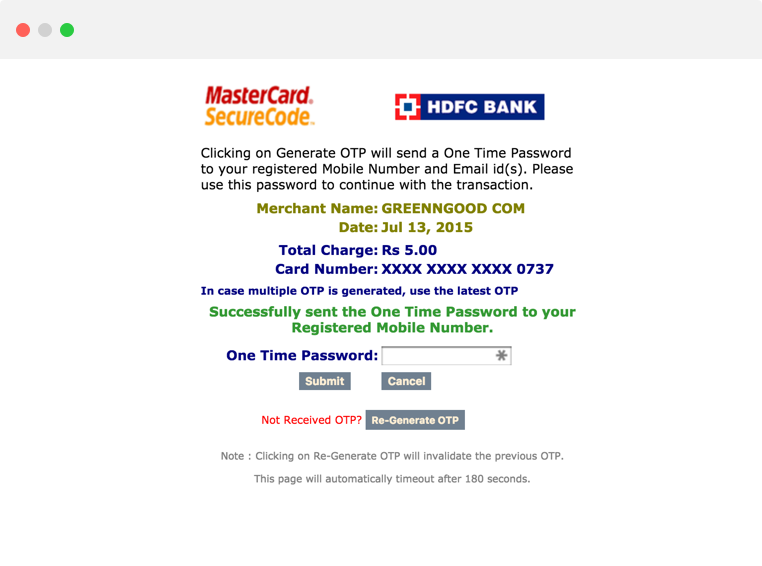 MasterCard. HDFC BANK
SecureCode™
Clicking on Generate OTP will send a One Time Password
to your registered Mobile Number and Email id(s). Please
use this password to continue with the transaction.
Merchant Name: GREENNGOOD COM
Date: Jul 13, 2015
Total Charge: Rs 5.00
Card Number: XXXX XXXX XXXX 0737
In case multiple OTP is generated, use the latest OTP
Successfully sent the One Time Password to your
Registered Mobile Number.
One Time Password:
Submit Cancel
Not Received OTP? Re-Generate OTP
Note : Clicking on Re-Generate OTP will invalidate the previous OTP.
This page will automatically timeout after 180 seconds.